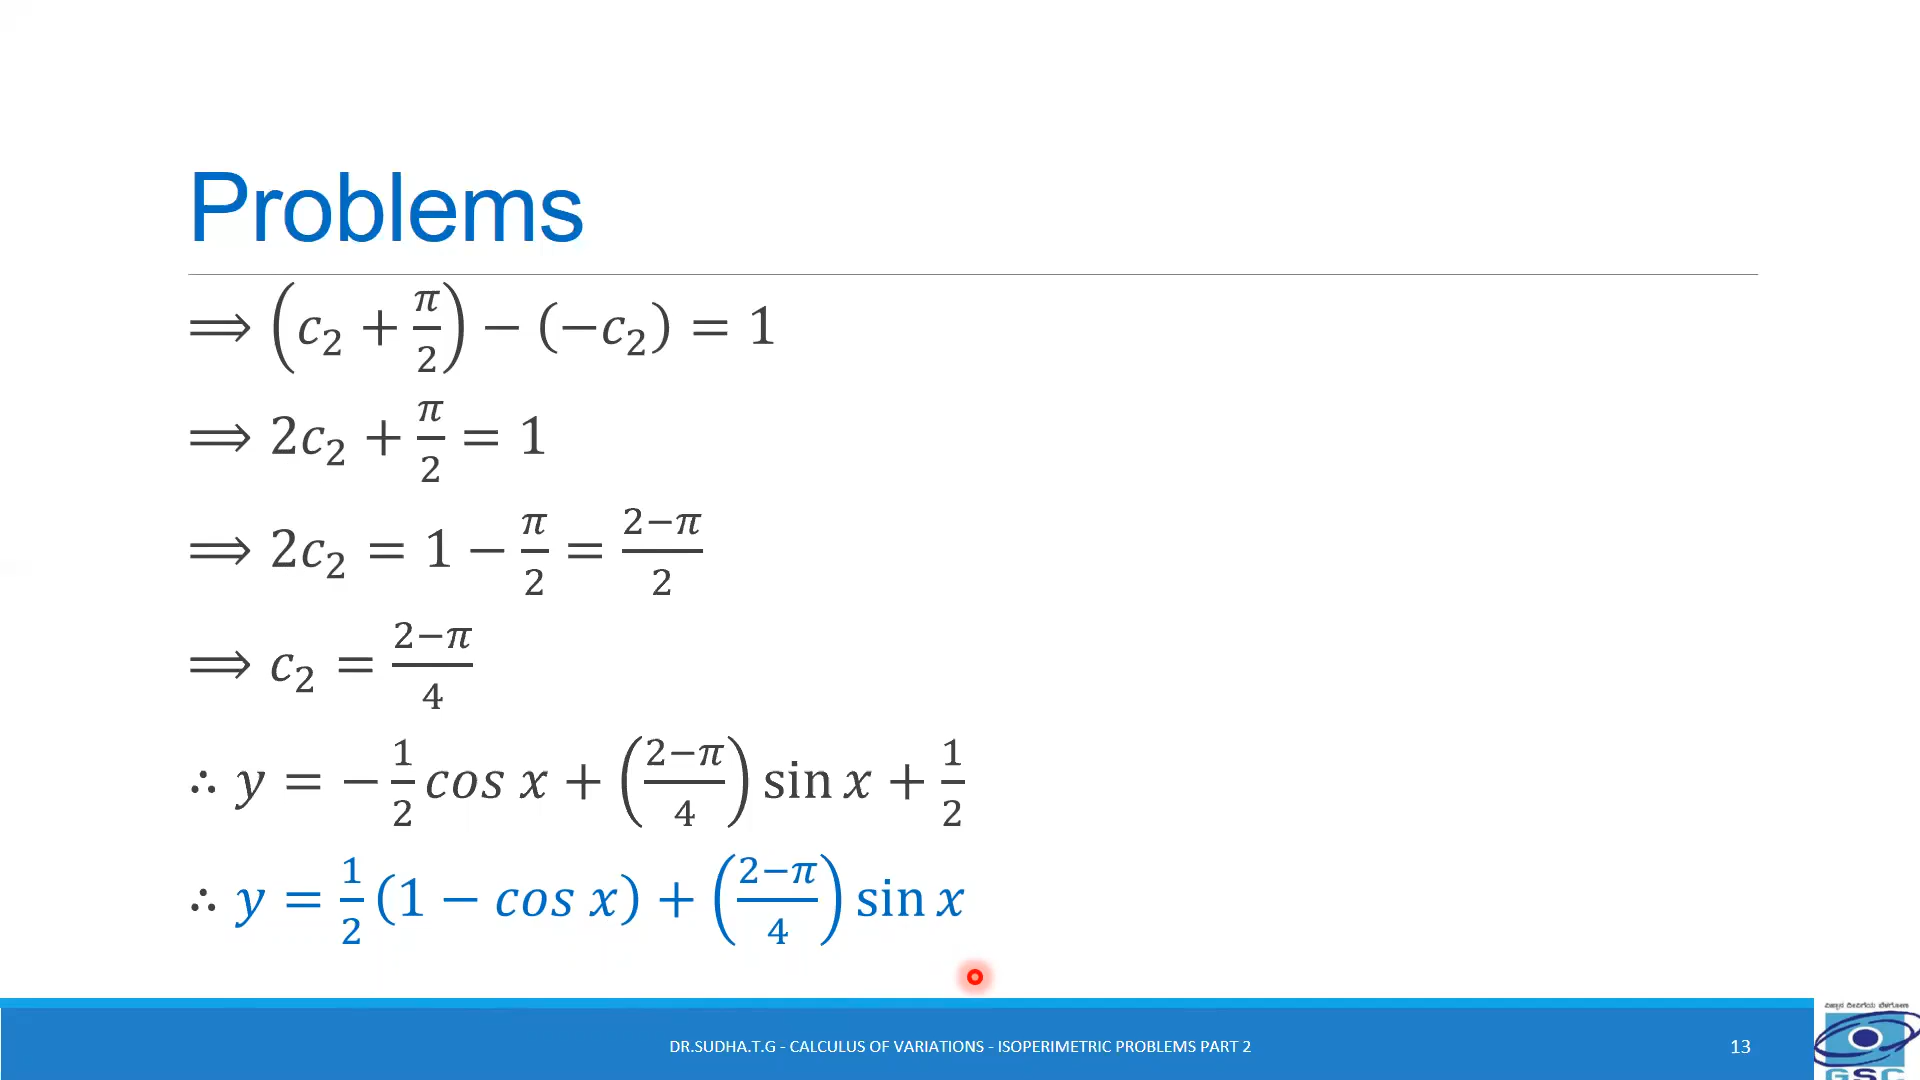 Problems
⟹ (c₂ + π/2) − (−c₂) = 1
⟹ 2c₂ + π/2 = 1
⟹ 2c₂ = 1 − π/2 = (2−π)/2
⟹ c₂ = (2−π)/4
∴ y = −1/2 cos x + ((2−π)/4) sin x + 1/2
∴ y = 1/2 (1 − cos x) + ((2−π)/4) sin x
DR.SUDHA.T.G - CALCULUS OF VARIATIONS - ISOPERIMETRIC PROBLEMS PART 2
13
GSC